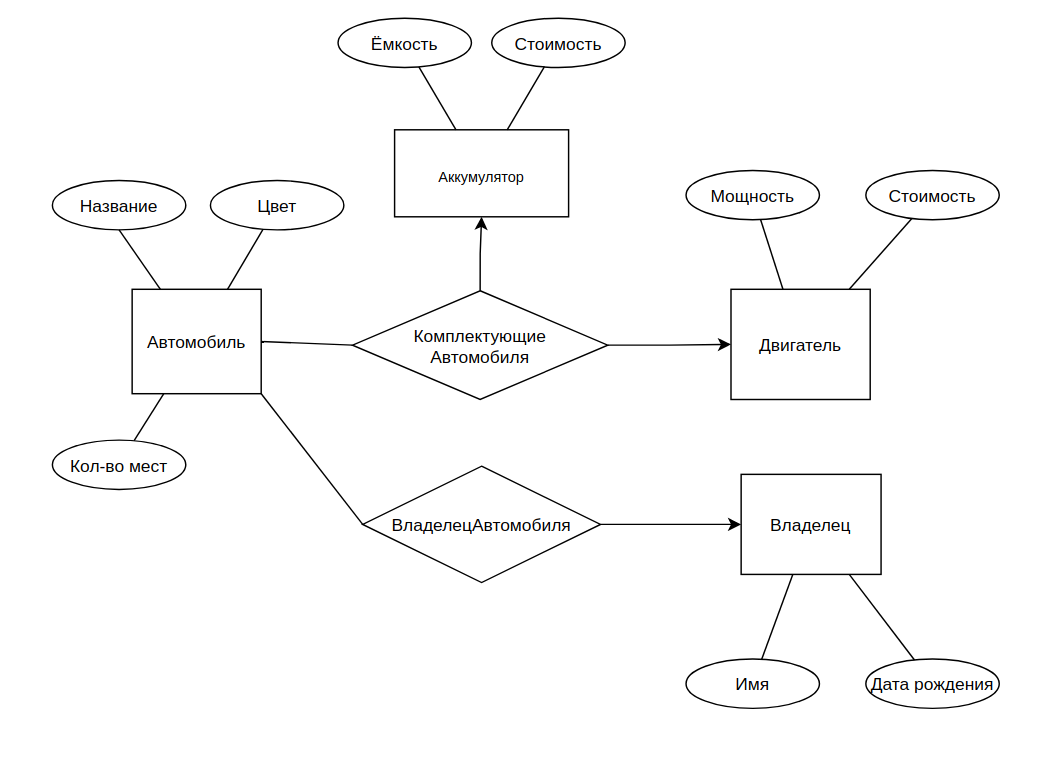 Ёмкость
Стоимость
Аккумулятор
Название
Цвет
Мощность
Стоимость
Автомобиль
Комплектующие
Автомобиля
Двигатель
Кол-во мест
ВладелецАвтомобиля
Владелец
Имя
Дата рождения